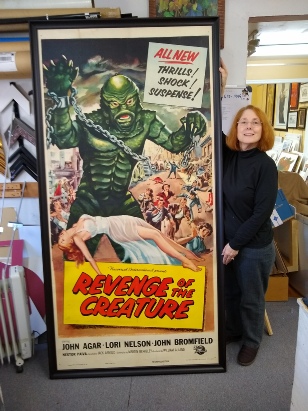 ALL NEW
THRILLS!
SHOCK!
SUSPENSE!
REVENGE OF THE
CREATURE
JOHN AGAR · LORI NELSON · JOHN BROMFIELD